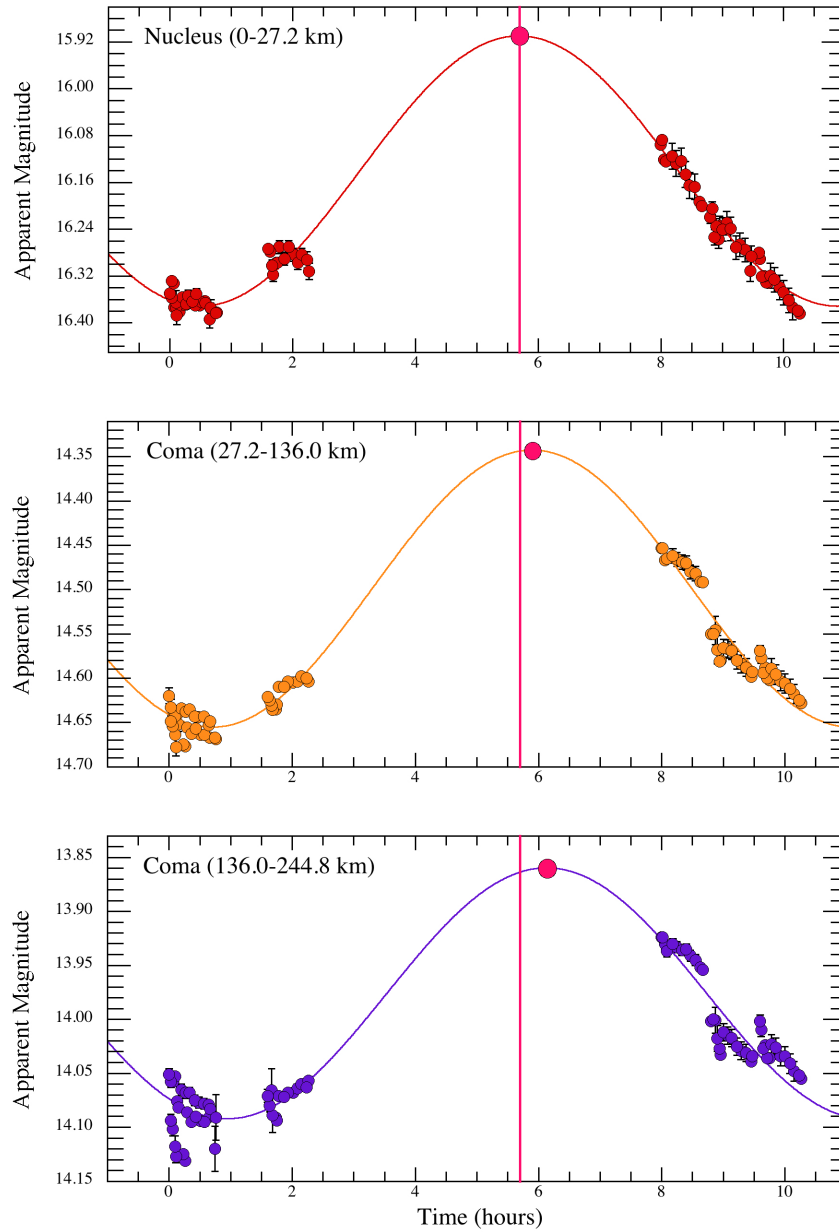 Nucleus (0-27.2 km)
Apparent Magnitude
15.92
16.00
16.08
16.16
16.24
16.32
16.40
0 2 4 6 8 10
Coma (27.2-136.0 km)
Apparent Magnitude
14.35
14.40
14.45
14.50
14.55
14.60
14.65
14.70
0 2 4 6 8 10
Coma (136.0-244.8 km)
Apparent Magnitude
13.85
13.90
13.95
14.00
14.05
14.10
14.15
0 2 4 6 8 10
Time (hours)